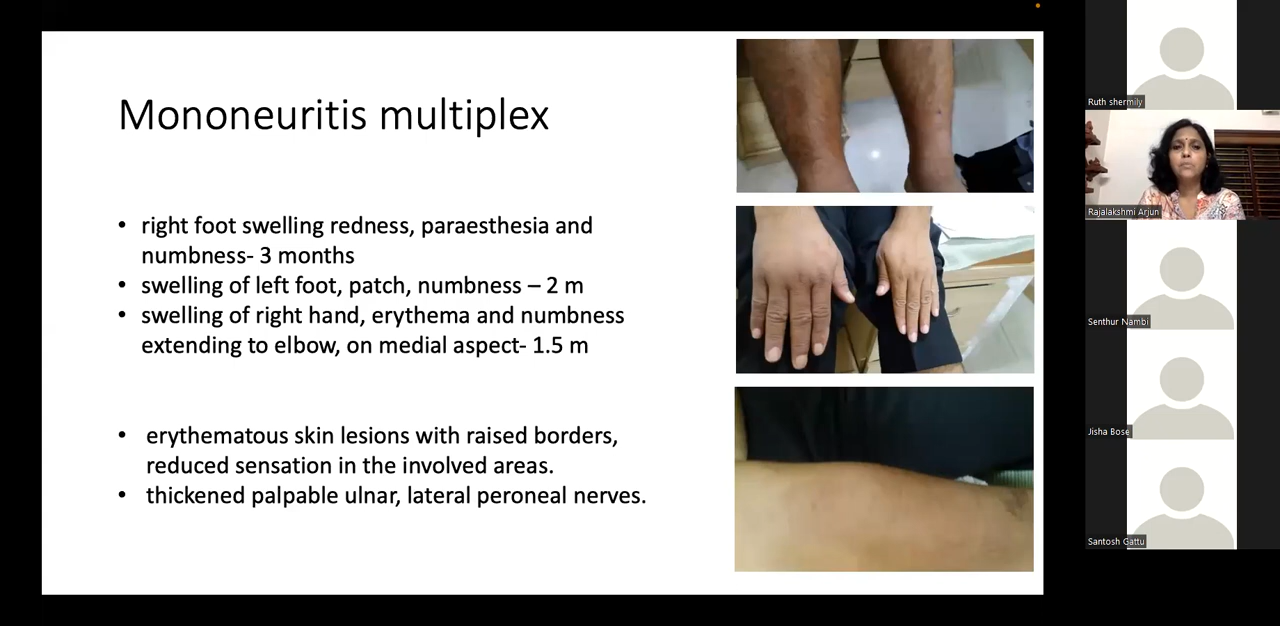 Mononeuritis multiplex
• right foot swelling redness, paraesthesia and
numbness- 3 months
• swelling of left foot, patch, numbness – 2 m
• swelling of right hand, erythema and numbness
extending to elbow, on medial aspect- 1.5 m
• erythematous skin lesions with raised borders,
reduced sensation in the involved areas.
• thickened palpable ulnar, lateral peroneal nerves.
Ruth shermily
Rajalakshmi Arjun
Senthur Nambi
Jisha Bose
Santosh Gattu